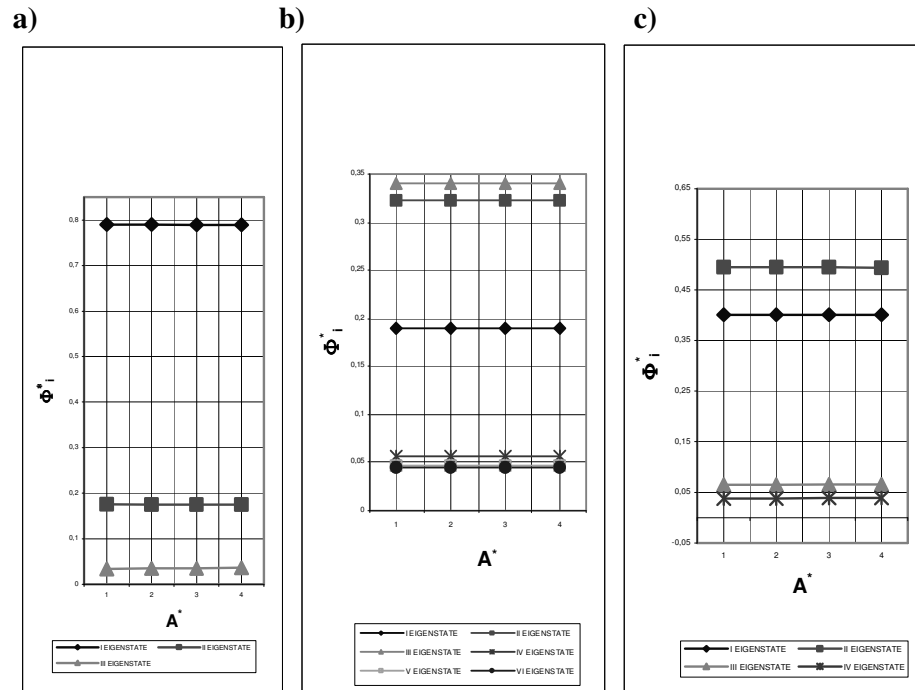 a)
b)
c)
0,8
0,7
0,6
0,5
0,4
0,3
0,2
0,1
0
1 2 3 4
Φ*i
A*
I EIGENSTATE II EIGENSTATE
III EIGENSTATE
0,35
0,3
0,25
0,2
0,15
0,1
0,05
0
1 2 3 4
Φ*i
A*
I EIGENSTATE II EIGENSTATE
III EIGENSTATE IV EIGENSTATE
V EIGENSTATE VI EIGENSTATE
0,65
0,55
0,45
0,35
0,25
0,15
0,05
-0,05
1 2 3 4
Φ*i
A*
I EIGENSTATE II EIGENSTATE
III EIGENSTATE IV EIGENSTATE